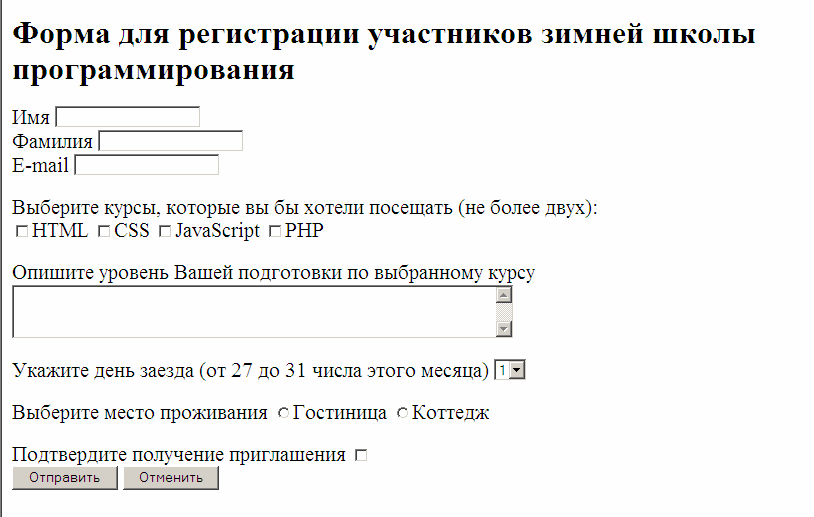 Форма для регистрации участников зимней школы
программирования
Имя
Фамилия
E-mail
Выберите курсы, которые вы бы хотели посещать (не более двух):
HTML CSS JavaScript PHP
Опишите уровень Вашей подготовки по выбранному курсу
Укажите день заезда (от 27 до 31 числа этого месяца) 1
Выберите место проживания Гостиница Коттедж
Подтвердите получение приглашения
Отправить Отменить